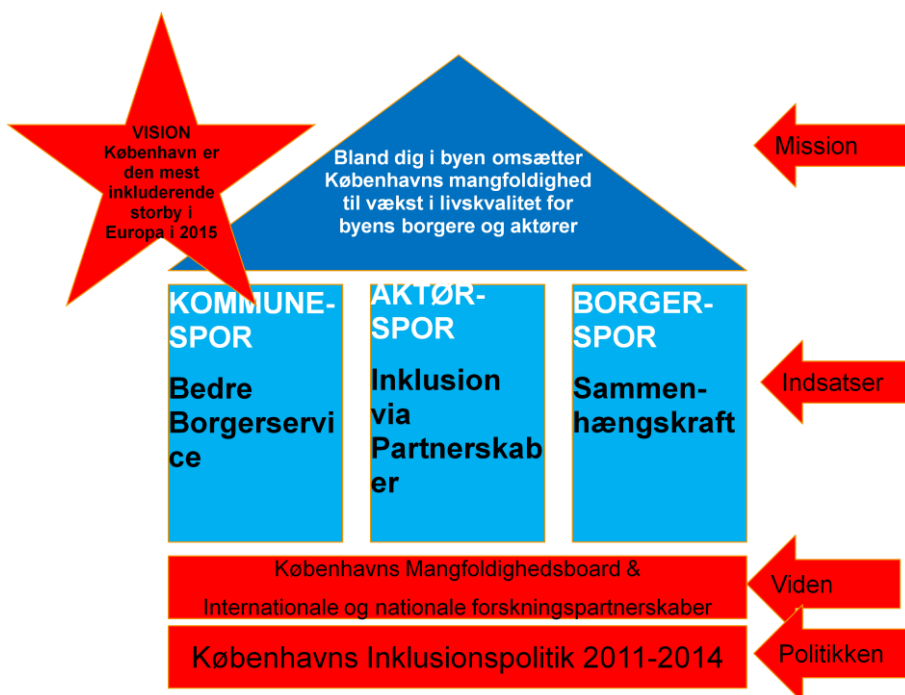 VISION
København er
den mest
inkluderende
storby i
Europa i 2015
Bland dig i byen omsætter
Københavns mangfoldighed
til vækst i livskvalitet for
byens borgere og aktører
Mission
KOMMUNE-
SPOR
Bedre
Borgerservi
ce
AKTØR-
SPOR
Inklusion
via
Partnerskab
er
BORGER-
SPOR
Sammen-
hængskraft
Indsatser
Københavns Mangfoldighedsboard &
Internationale og nationale forskningspartnerskaber
Viden
Københavns Inklusionspolitik 2011-2014
Politikken